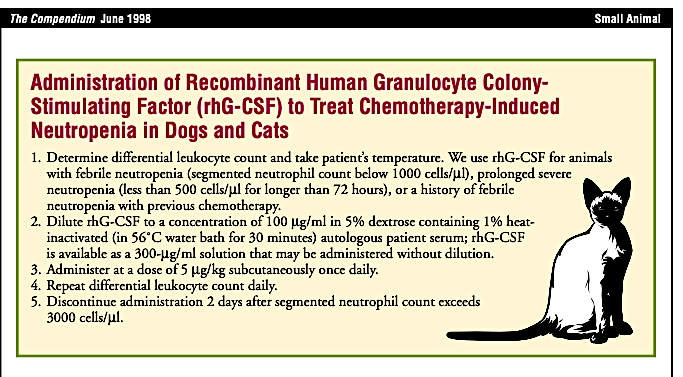 The Compendium June 1998
Small Animal
Administration of Recombinant Human Granulocyte Colony-
Stimulating Factor (rhG-CSF) to Treat Chemotherapy-Induced
Neutropenia in Dogs and Cats
1. Determine differential leukocyte count and take patient's temperature. We use rhG-CSF for animals
with febrile neutropenia (segmented neutrophil count below 1000 cells/µl), prolonged severe
neutropenia (less than 500 cells/µl for longer than 72 hours), or a history of febrile
neutropenia with previous chemotherapy.
2. Dilute rhG-CSF to a concentration of 100 µg/ml in 5% dextrose containing 1% heat-
inactivated (in 56°C water bath for 30 minutes) autologous patient serum; rhG-CSF
is available as a 300-µg/ml solution that may be administered without dilution.
3. Administer at a dose of 5 µg/kg subcutaneously once daily.
4. Repeat differential leukocyte count daily.
5. Discontinue administration 2 days after segmented neutrophil count exceeds
3000 cells/µl.